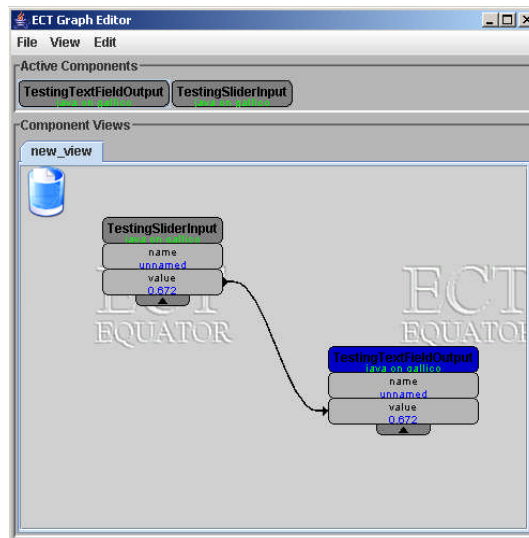 ECT Graph Editor
File View Edit
Active Components
TestingTextFieldOutput TestingSliderInput
java on gallico java on gallico
Component Views
new_view
TestingSliderInput
java on gallico
name
unnamed
value
0.672
ECT
EQUATOR
ECT
EQUATOR
TestingTextFieldOutput
java on gallico
name
unnamed
value
0.672